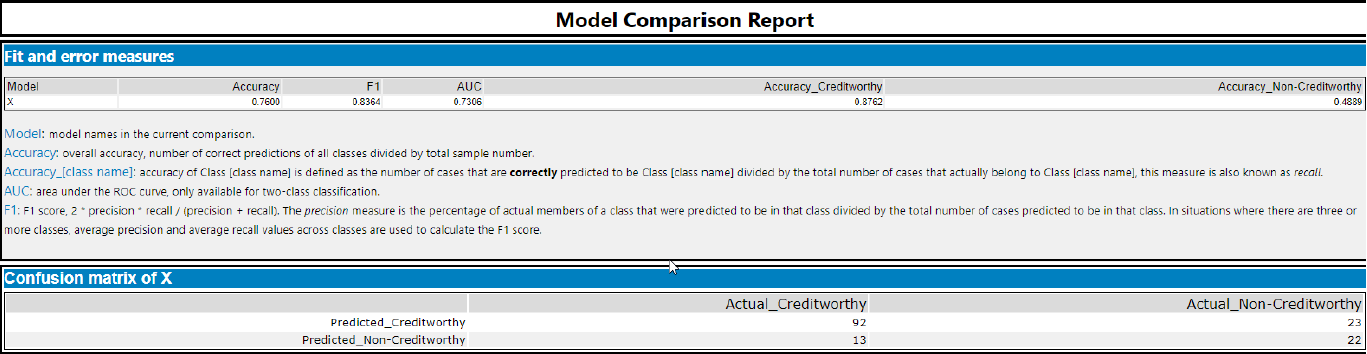 Model Comparison Report
Fit and error measures
Model Accuracy F1 AUC Accuracy_Creditworthy Accuracy_Non-Creditworthy
X 0.7600 0.8364 0.7306 0.8762 0.4889
Model: model names in the current comparison.
Accuracy: overall accuracy, number of correct predictions of all classes divided by total sample number.
Accuracy_[class name]: accuracy of Class [class name] is defined as the number of cases that are correctly predicted to be Class [class name] divided by the total number of cases that actually belong to Class [class name], this measure is also known as recall.
AUC: area under the ROC curve, only available for two-class classification.
F1: F1 score, 2 * precision * recall / (precision + recall). The precision measure is the percentage of actual members of a class that were predicted to be in that class divided by the total number of cases predicted to be in that class. In situations where there are three or
more classes, average precision and average recall values across classes are used to calculate the F1 score.
Confusion matrix of X
Actual_Creditworthy Actual_Non-Creditworthy
Predicted_Creditworthy 92 23
Predicted_Non-Creditworthy 13 22